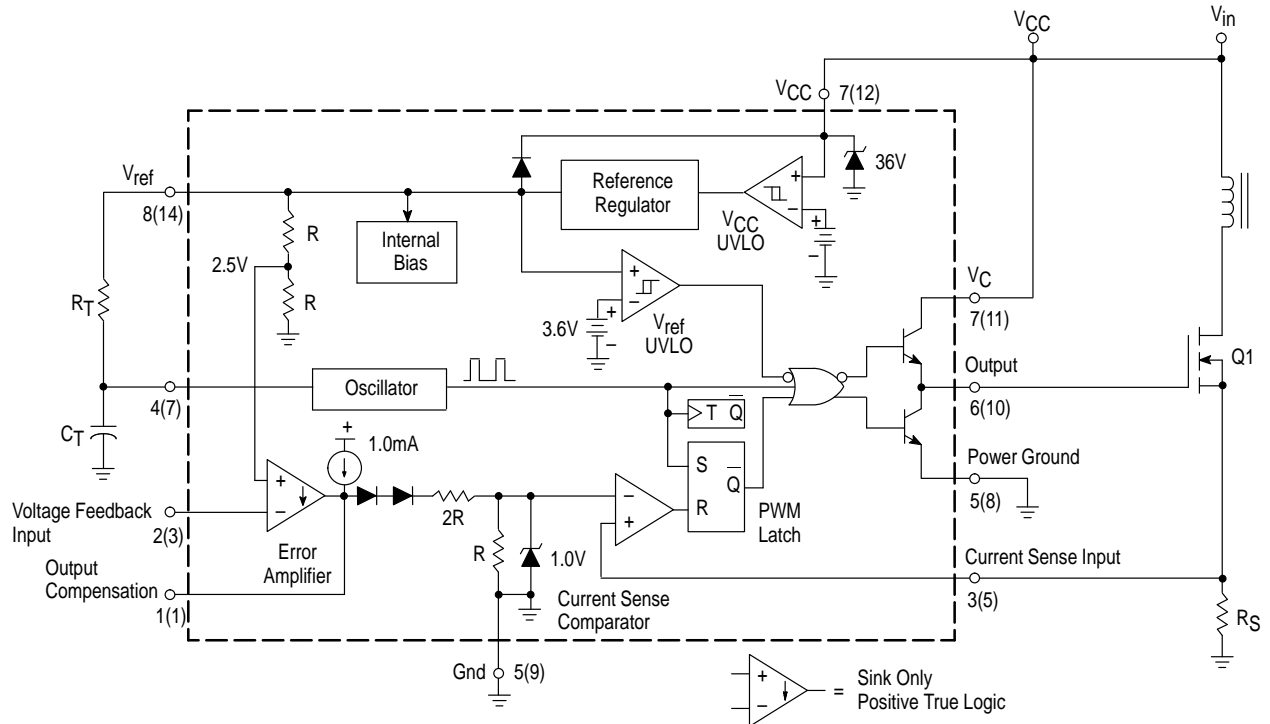 VCC
Vin
VCC 7(12)
Vref
8(14)
36V
Reference
Regulator
+
−
+
−
VCC
UVLO
R
Internal
Bias
2.5V
R
RT
+
−
+
−
3.6V
Vref
UVLO
VC
7(11)
Q1
Oscillator
Output
6(10)
4(7)
T Q
CT
+
1.0mA
S
R
Q
PWM
Latch
Power Ground
5(8)
+
−
−
+
2R
R
1.0V
Voltage Feedback
Input
2(3)
Error
Amplifier
Output
Compensation
1(1)
Current Sense
Comparator
Current Sense Input
3(5)
RS
Gnd 5(9)
+
−
= Sink Only
Positive True Logic